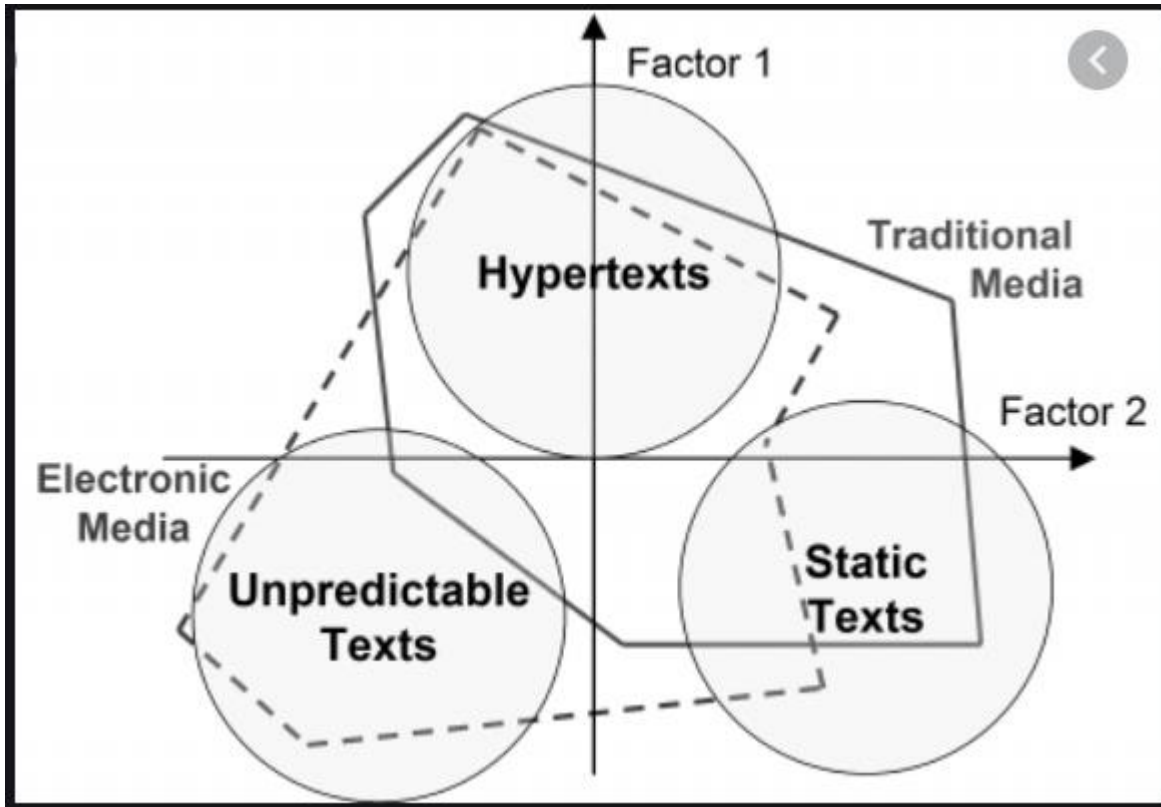 Factor 1
Traditional
Media
Hypertexts
Factor 2
Electronic
Media
Unpredictable
Texts
Static
Texts